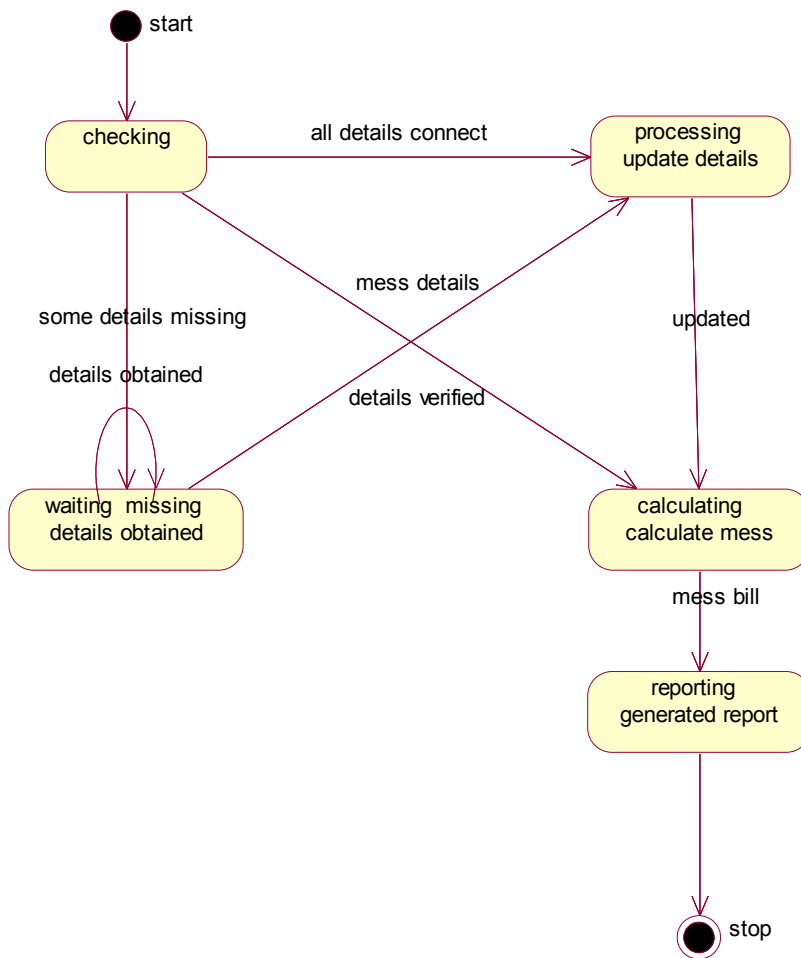 start
checking
all details connect
processing
update details
mess details
some details missing
updated
details obtained
details verified
waiting  missing
details obtained
calculating
calculate mess
mess bill
reporting
generated report
stop